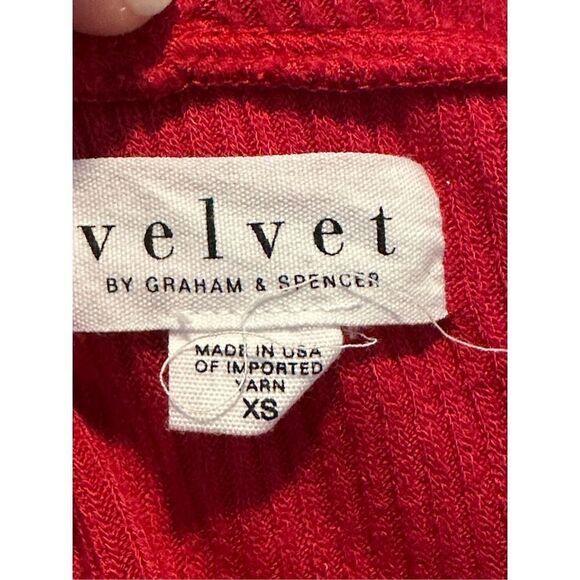 velvet
BY GRAHAM & SPENCER
MADE IN USA
OF IMPORTED
YARN
XS